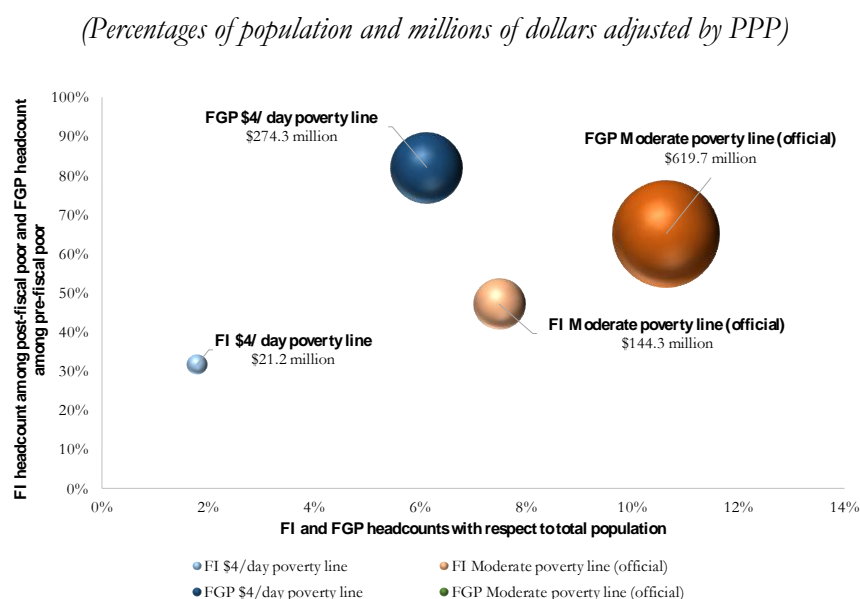 (Percentages of population and millions of dollars adjusted by PPP)
100%
90%
80%
70%
60%
50%
40%
30%
20%
10%
0%
FI headcount among post-fiscal poor and FGP headcount
among pre-fiscal poor
FGP $4/ day poverty line
$274.3 million
FGP Moderate poverty line (official)
$619.7 million
FI $4/ day poverty line
$21.2 million
FI Moderate poverty line (official)
$144.3 million
0% 2% 4% 6% 8% 10% 12% 14%
FI and FGP headcounts with respect to total population
FI $4/day poverty line FI Moderate poverty line (official)
FGP $4/day poverty line FGP Moderate poverty line (official)